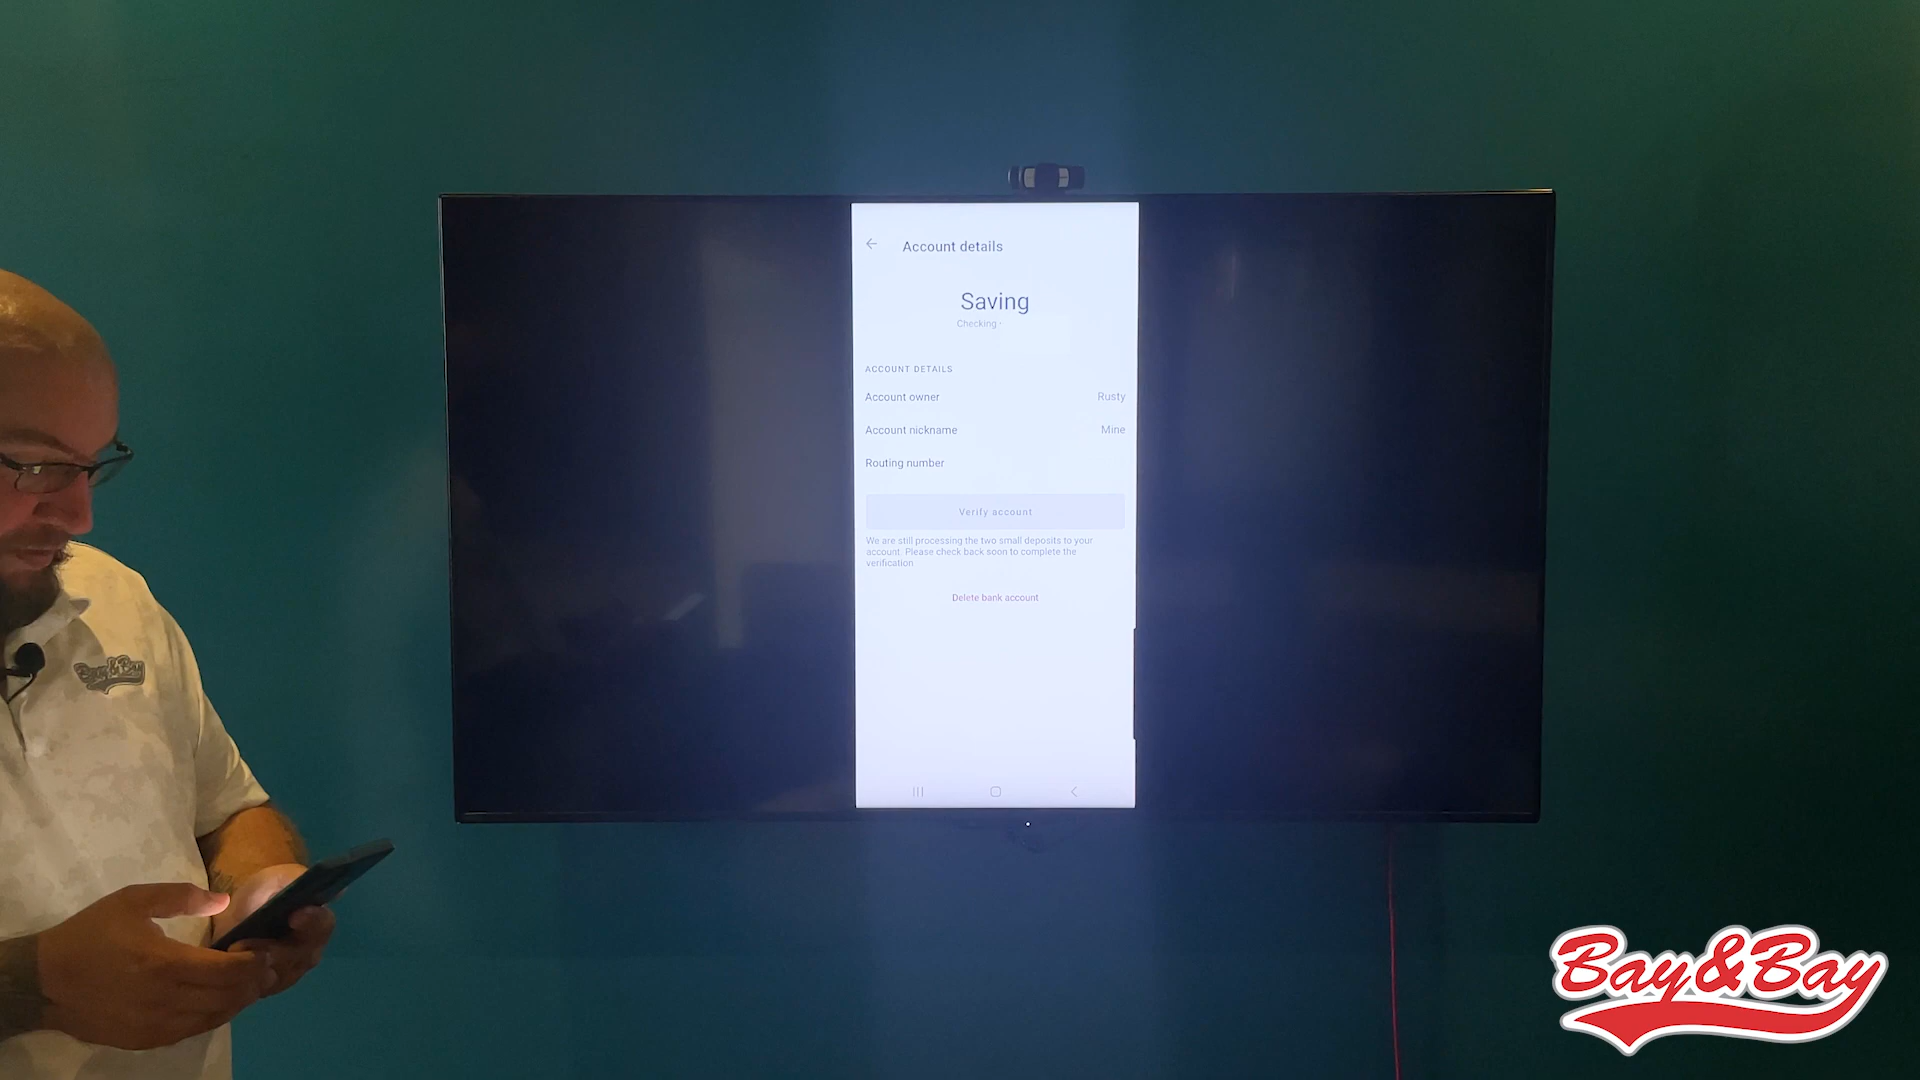 Account details
Saving
Checking ·
ACCOUNT DETAILS
Account owner Rusty
Account nickname Mine
Routing number
Verify account
We are still processing the two small deposits to your
account. Please check back soon to complete the
verification
Delete bank account
Bay&Bay
Bay&Bay